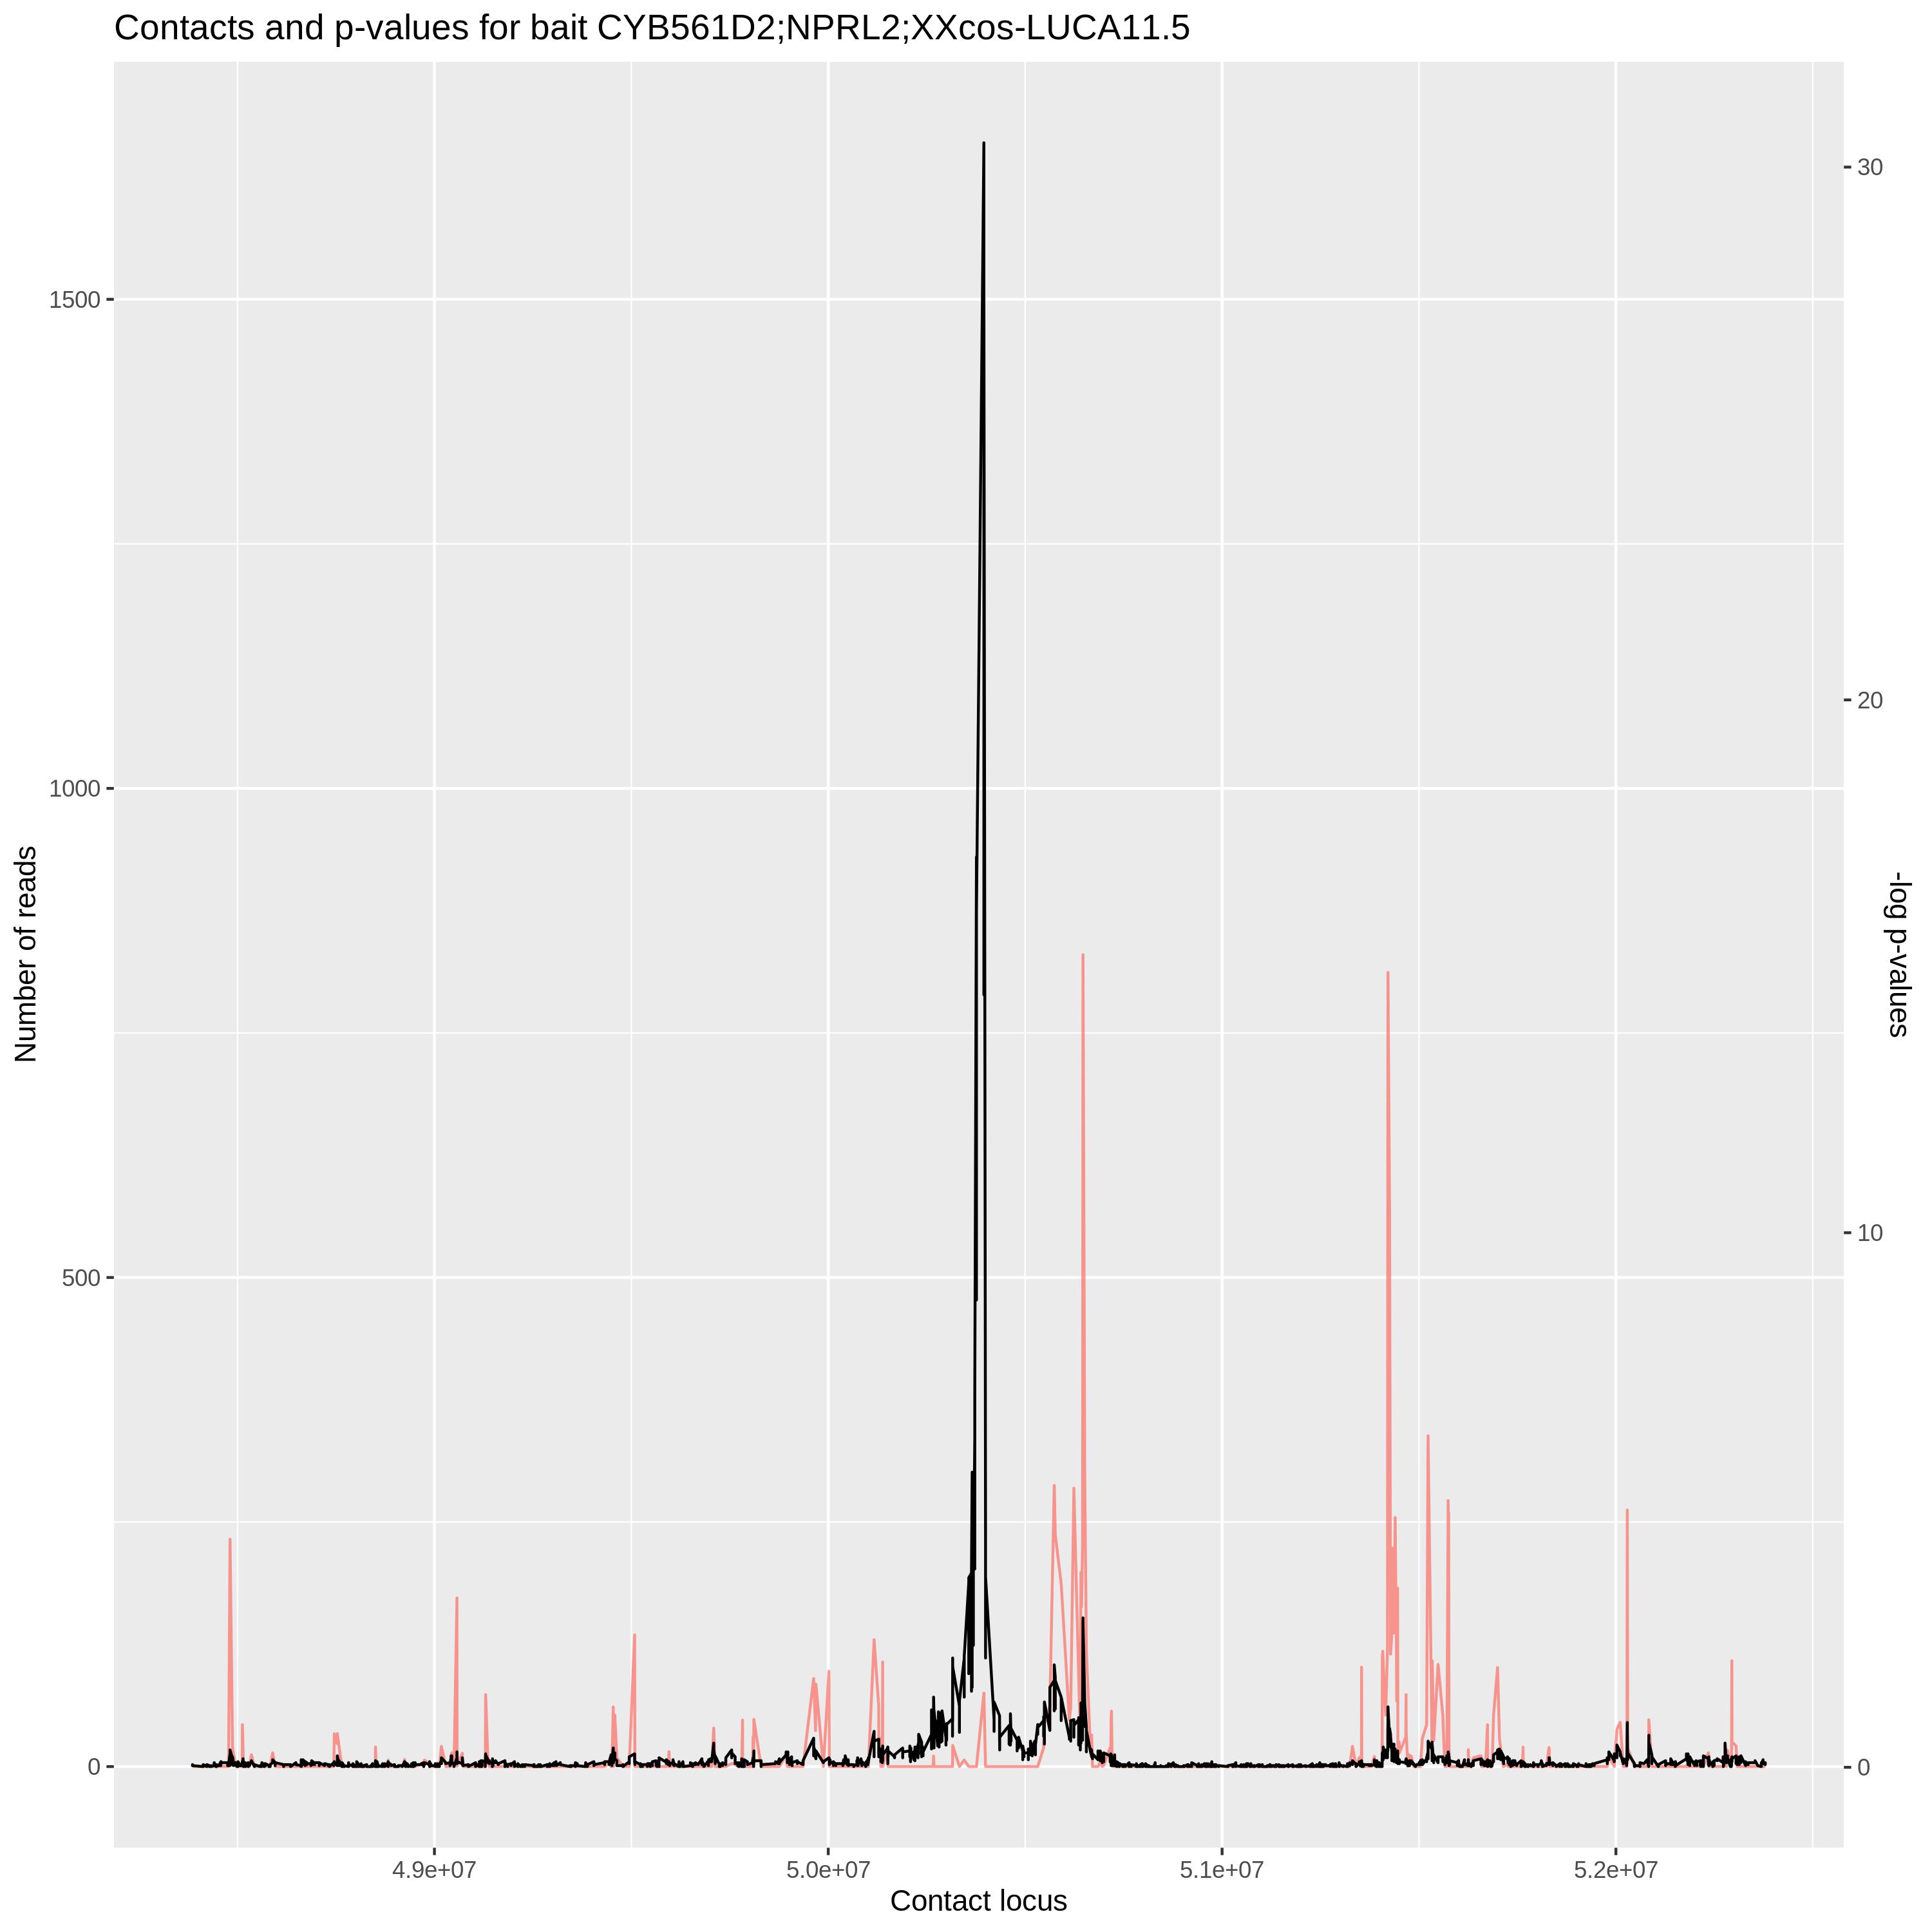 Contacts and p-values for bait CYB561D2;NPRL2;XXcos-LUCA11.5
1500
1000
500
0
Number of reads
30
20
10
0
-log p-values
4.9e+07
5.0e+07
5.1e+07
5.2e+07
Contact locus